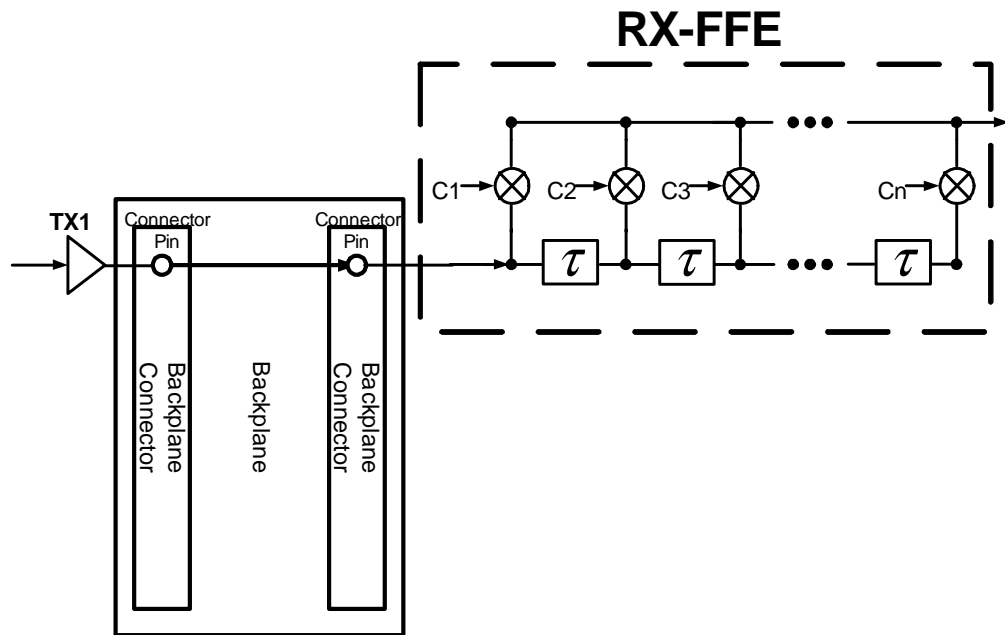 RX-FFE
C1
C2
C3
Cn
TX1
Connector
Pin
Connector
Pin
τ
τ
τ
Backplane
Connector
Backplane
Backplane
Connector